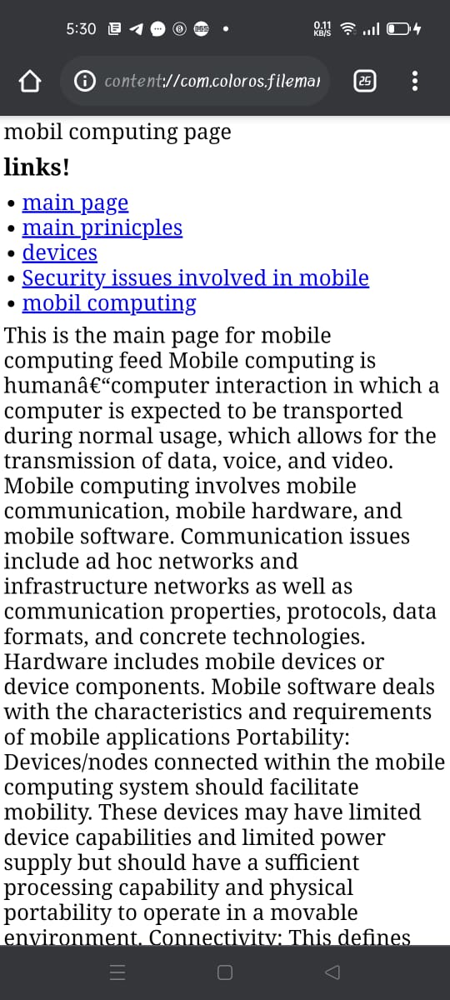 5:30
0.11
KB/S
content://com.coloros.filemar
25
mobil computing page
links!
• main page
• main prinicples
• devices
• Security issues involved in mobile
• mobil computing
This is the main page for mobile
computing feed Mobile computing is
humanâ€“computer interaction in which a
computer is expected to be transported
during normal usage, which allows for the
transmission of data, voice, and video.
Mobile computing involves mobile
communication, mobile hardware, and
mobile software. Communication issues
include ad hoc networks and
infrastructure networks as well as
communication properties, protocols, data
formats, and concrete technologies.
Hardware includes mobile devices or
device components. Mobile software deals
with the characteristics and requirements
of mobile applications Portability:
Devices/nodes connected within the mobile
computing system should facilitate
mobility. These devices may have limited
device capabilities and limited power
supply but should have a sufficient
processing capability and physical
portability to operate in a movable
environment. Connectivity: This defines